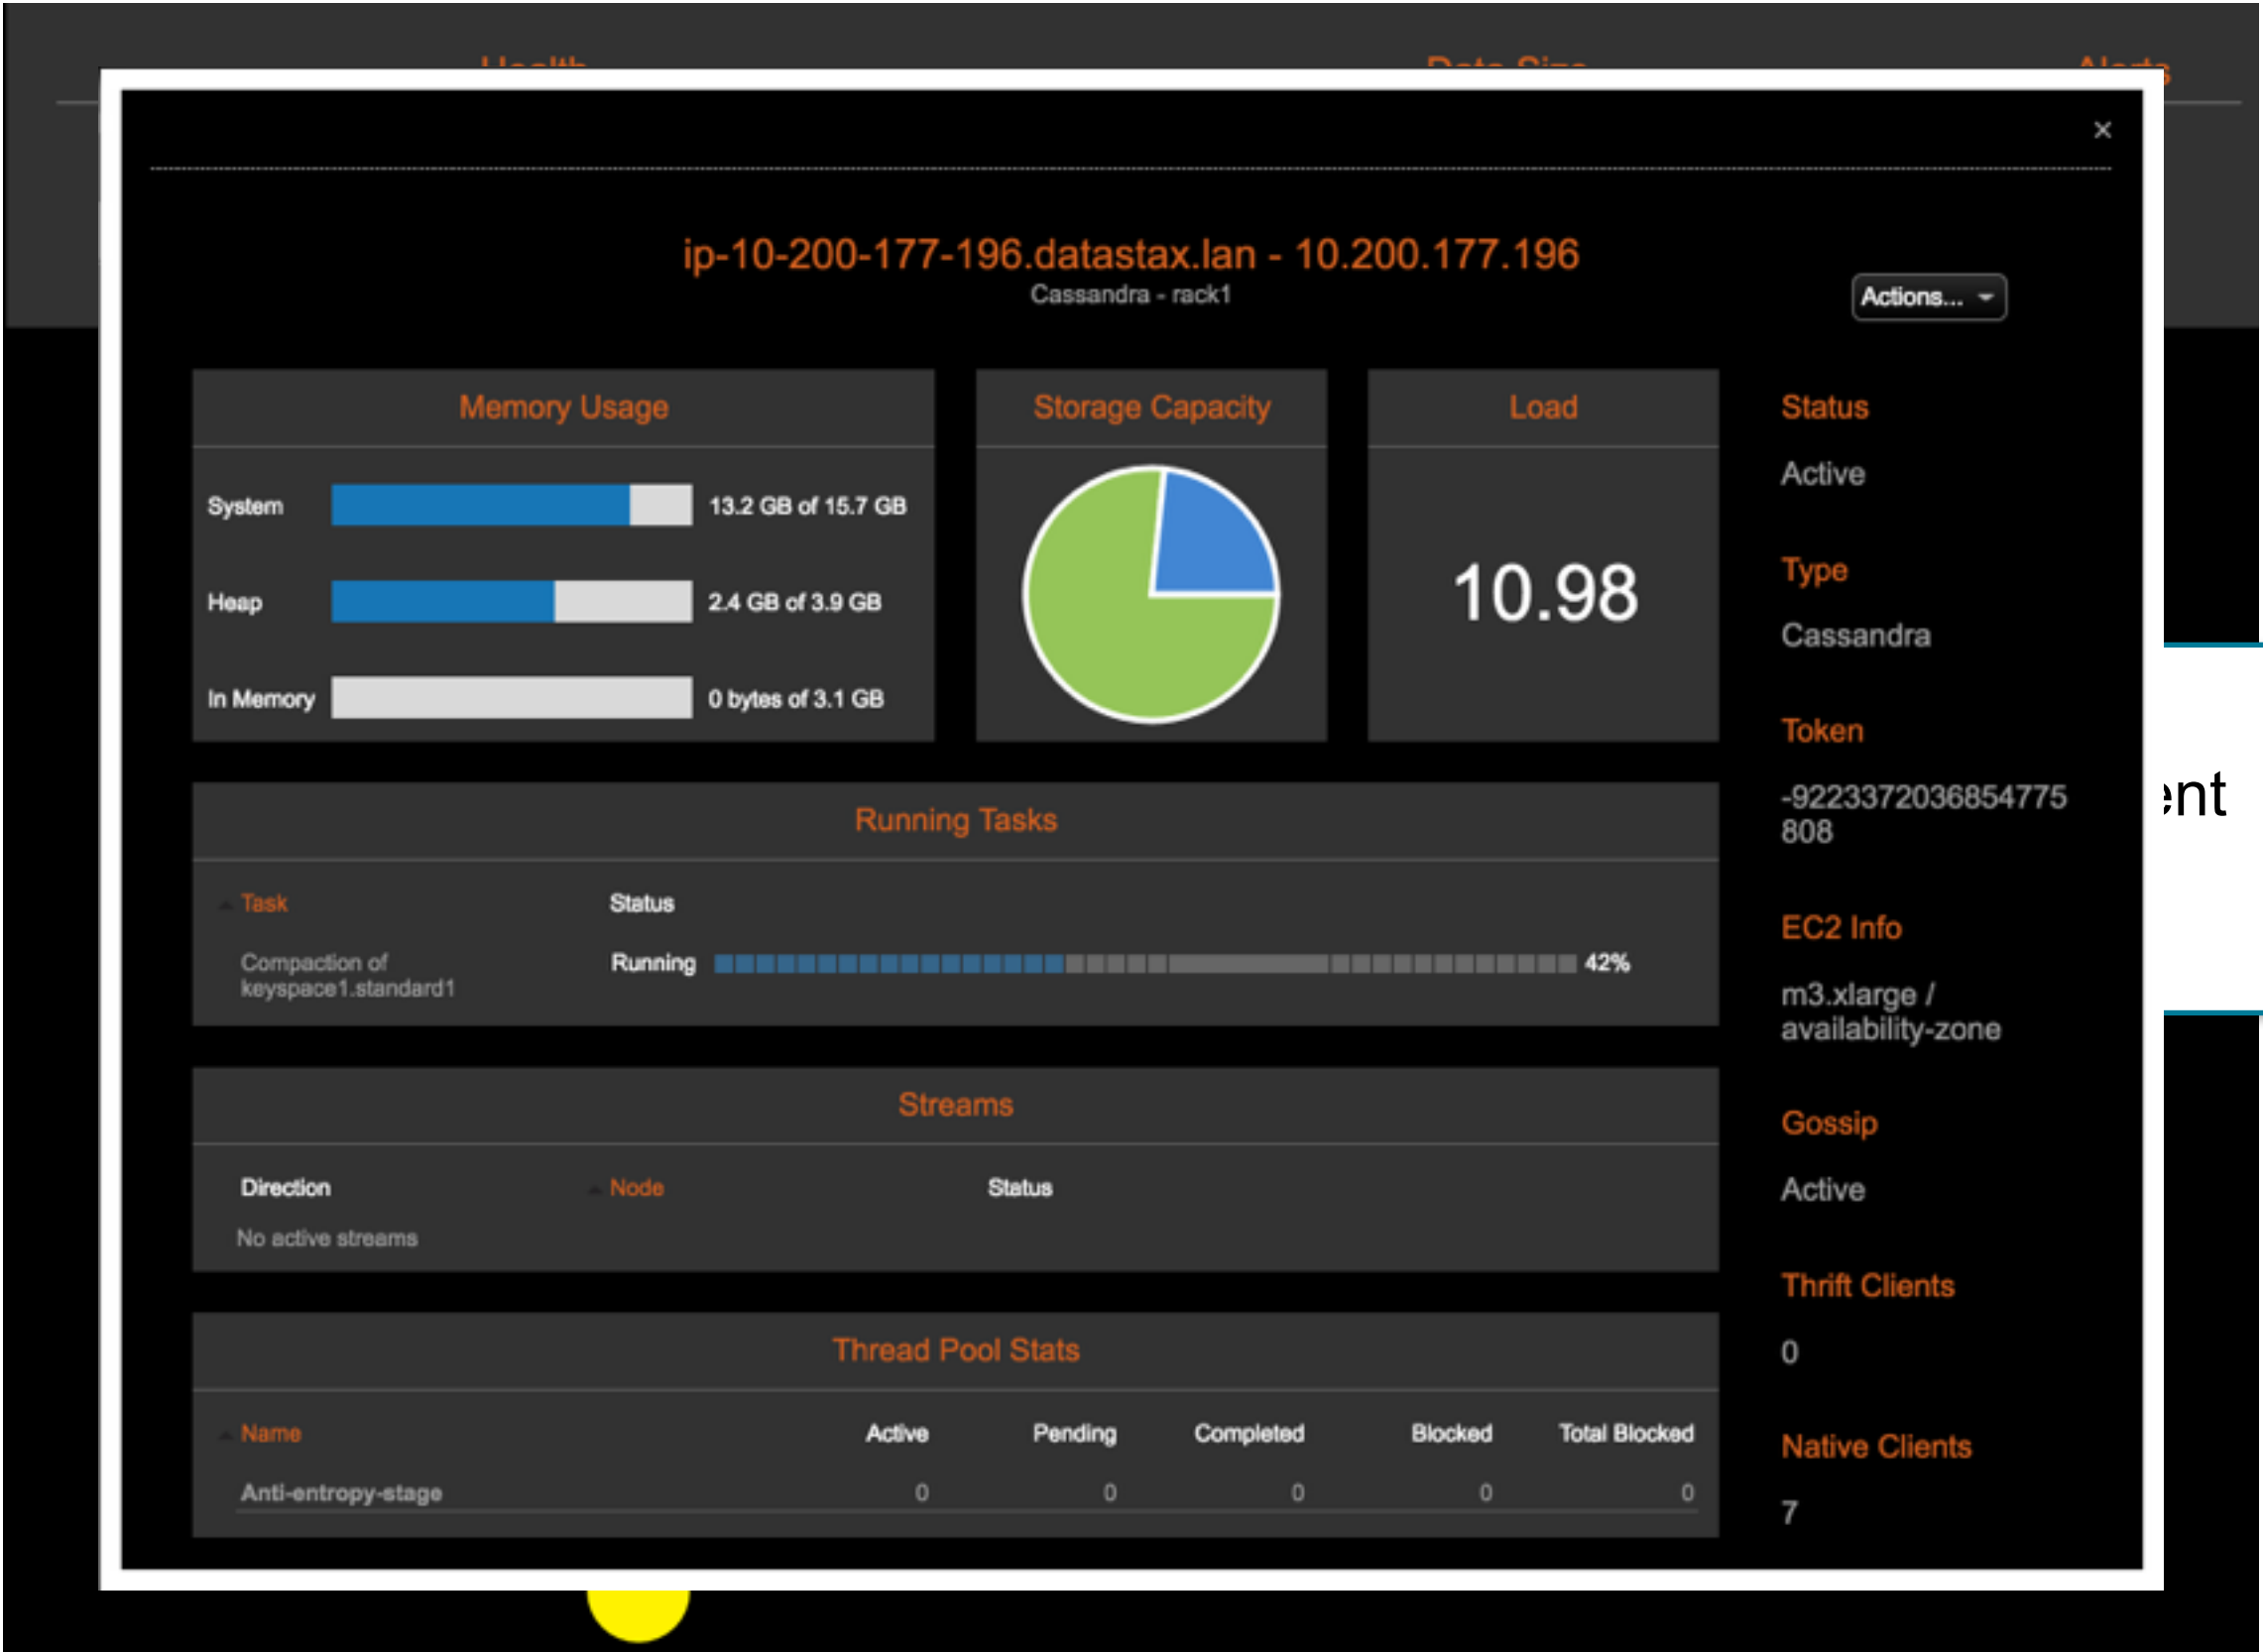 Health Data Size Alerts
×
ip-10-200-177-196.datastax.lan - 10.200.177.196
Cassandra - rack1
Actions...
Memory Usage
System 13.2 GB of 15.7 GB
Heap 2.4 GB of 3.9 GB
In Memory 0 bytes of 3.1 GB
Storage Capacity
Load
10.98
Running Tasks
Task Status
Compaction of
keyspace1.standard1
Running 42%
Streams
Direction Node Status
No active streams
Thread Pool Stats
Name Active Pending Completed Blocked Total Blocked
Anti-entropy-stage 0 0 0 0 0
Status
Active
Type
Cassandra
Token
-9223372036854775
808
EC2 Info
m3.xlarge /
availability-zone
Gossip
Active
Thrift Clients
0
Native Clients
7